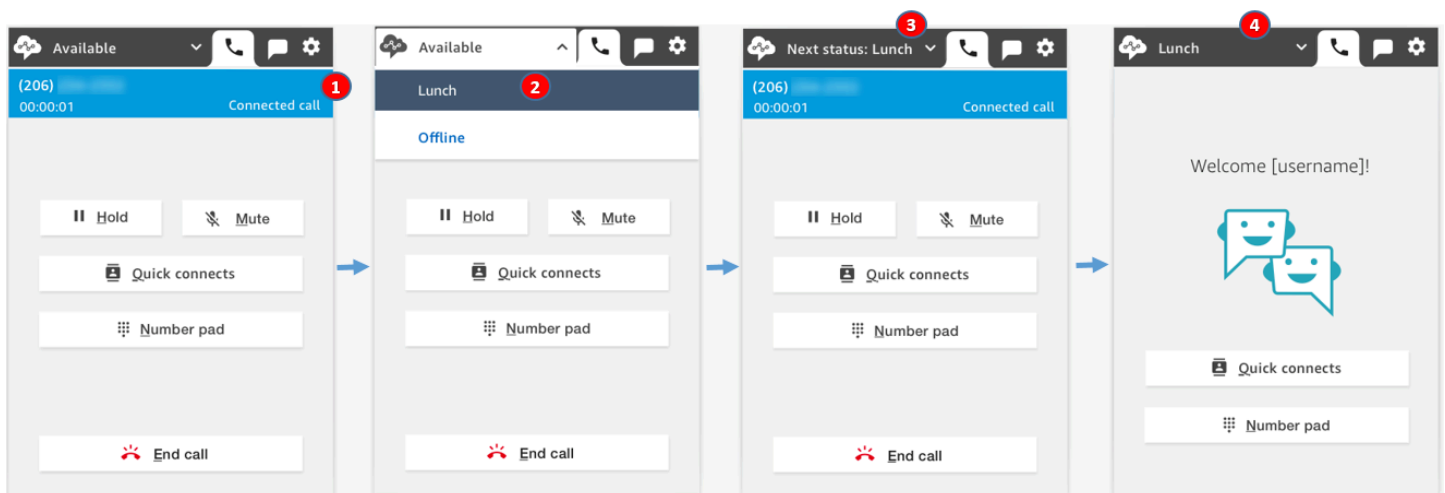 1
Available
(206)
00:00:01 Connected call
Hold Mute
Quick connects
Number pad
End call
2
Available
Lunch
Offline
Hold Mute
Quick connects
Number pad
End call
3
Next status: Lunch
(206)
00:00:01 Connected call
Hold Mute
Quick connects
Number pad
End call
4
Lunch
Welcome [username]!
Quick connects
Number pad